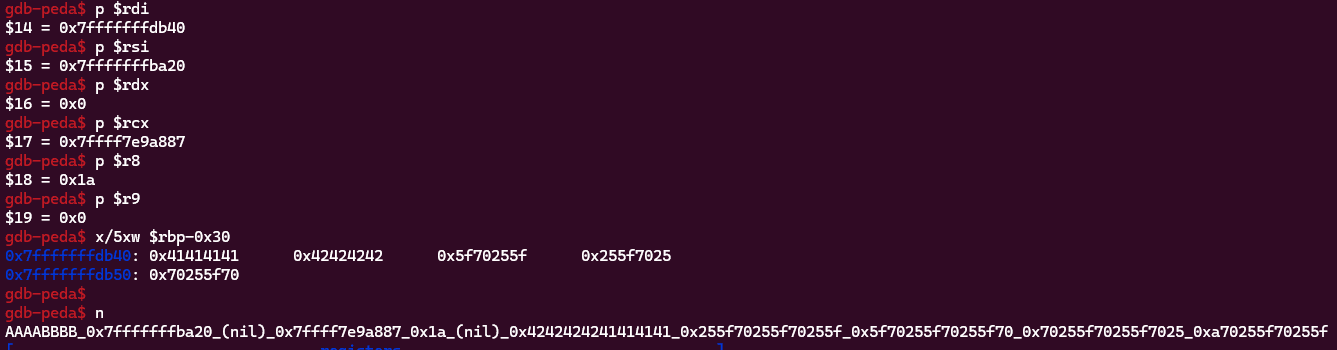 gdb-peda$ p $rdi
$14 = 0x7fffffffdb40
gdb-peda$ p $rsi
$15 = 0x7fffffffba20
gdb-peda$ p $rdx
$16 = 0x0
gdb-peda$ p $rcx
$17 = 0x7ffff7e9a887
gdb-peda$ p $r8
$18 = 0x1a
gdb-peda$ p $r9
$19 = 0x0
gdb-peda$ x/5xw $rbp-0x30
0x7fffffffdb40: 0x41414141 0x42424242 0x5f70255f 0x255f7025
0x7fffffffdb50: 0x70255f70
gdb-peda$
gdb-peda$ n
AAAABBBB_0x7fffffffba20_(nil)_0x7ffff7e9a887_0x1a_(nil)_0x4242424241414141_0x255f70255f70255f_0x5f70255f70255f70_0x70255f70255f7025_0xa70255f70255f